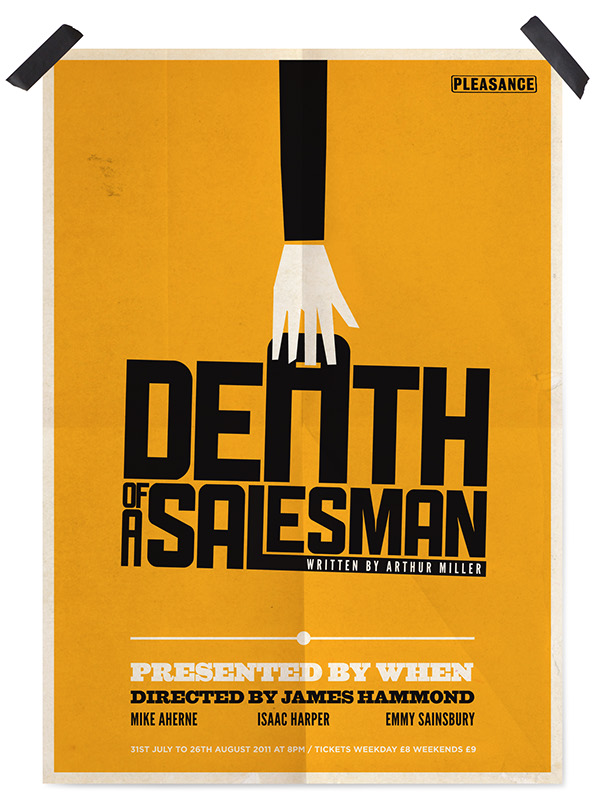 PLEASANCE
DEATH
OF
A SALESMAN
WRITTEN BY ARTHUR MILLER
PRESENTED BY WHEN
DIRECTED BY JAMES HAMMOND
MIKE AHERNE ISAAC HARPER EMMY SAINSBURY
31ST JULY TO 26TH AUGUST 2011 AT 8PM / TICKETS WEEKDAY £8 WEEKENDS £9